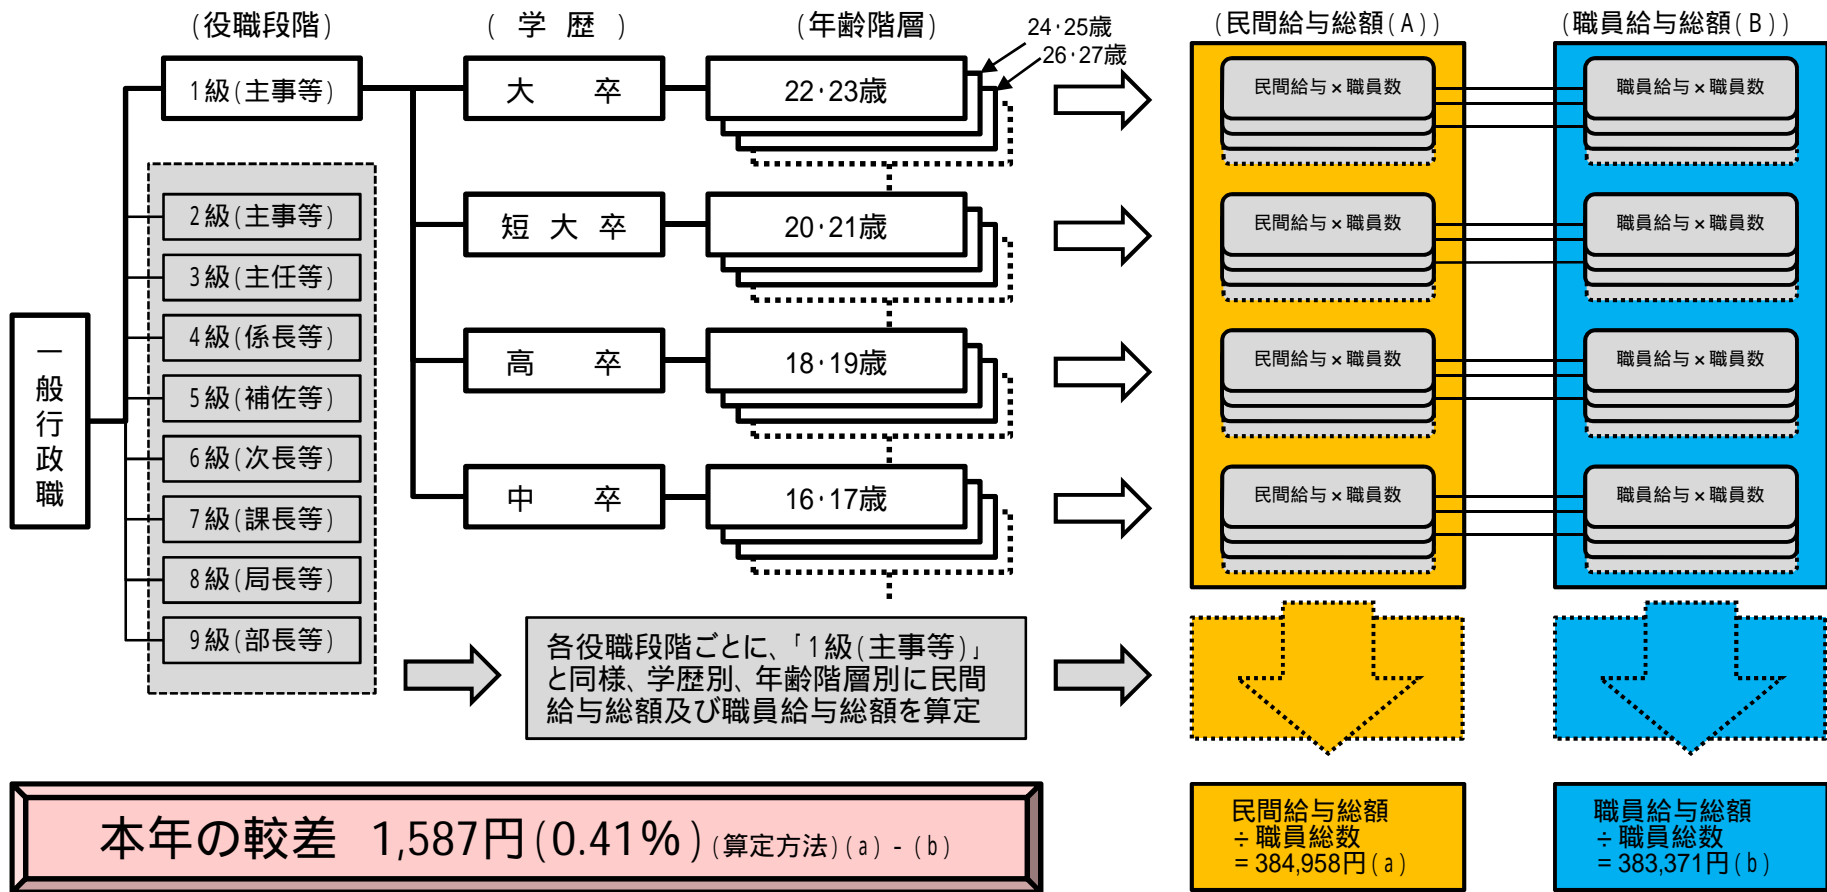 (役職段階)
(学歴)
(年齢階層)
24・25歳
26・27歳
(民間給与総額(A))
(職員給与総額(B))
1級(主事等)
大卒
22・23歳
民間給与×職員数
職員給与×職員数
2級(主事等)
短大卒
20・21歳
民間給与×職員数
職員給与×職員数
3級(主任等)
4級(係長等)
高卒
18・19歳
民間給与×職員数
職員給与×職員数
一般行政職
5級(補佐等)
6級(次長等)
中卒
16・17歳
民間給与×職員数
職員給与×職員数
7級(課長等)
8級(局長等)
9級(部長等)
各役職段階ごとに、「1級(主事等)」
と同様、学歴別、年齢階層別に民間
給与総額及び職員給与総額を算定
本年の較差 1,587円(0.41%)(算定方法)(a) - (b)
民間給与総額
÷職員総数
= 384,958円(a)
職員給与総額
÷職員総数
= 383,371円(b)